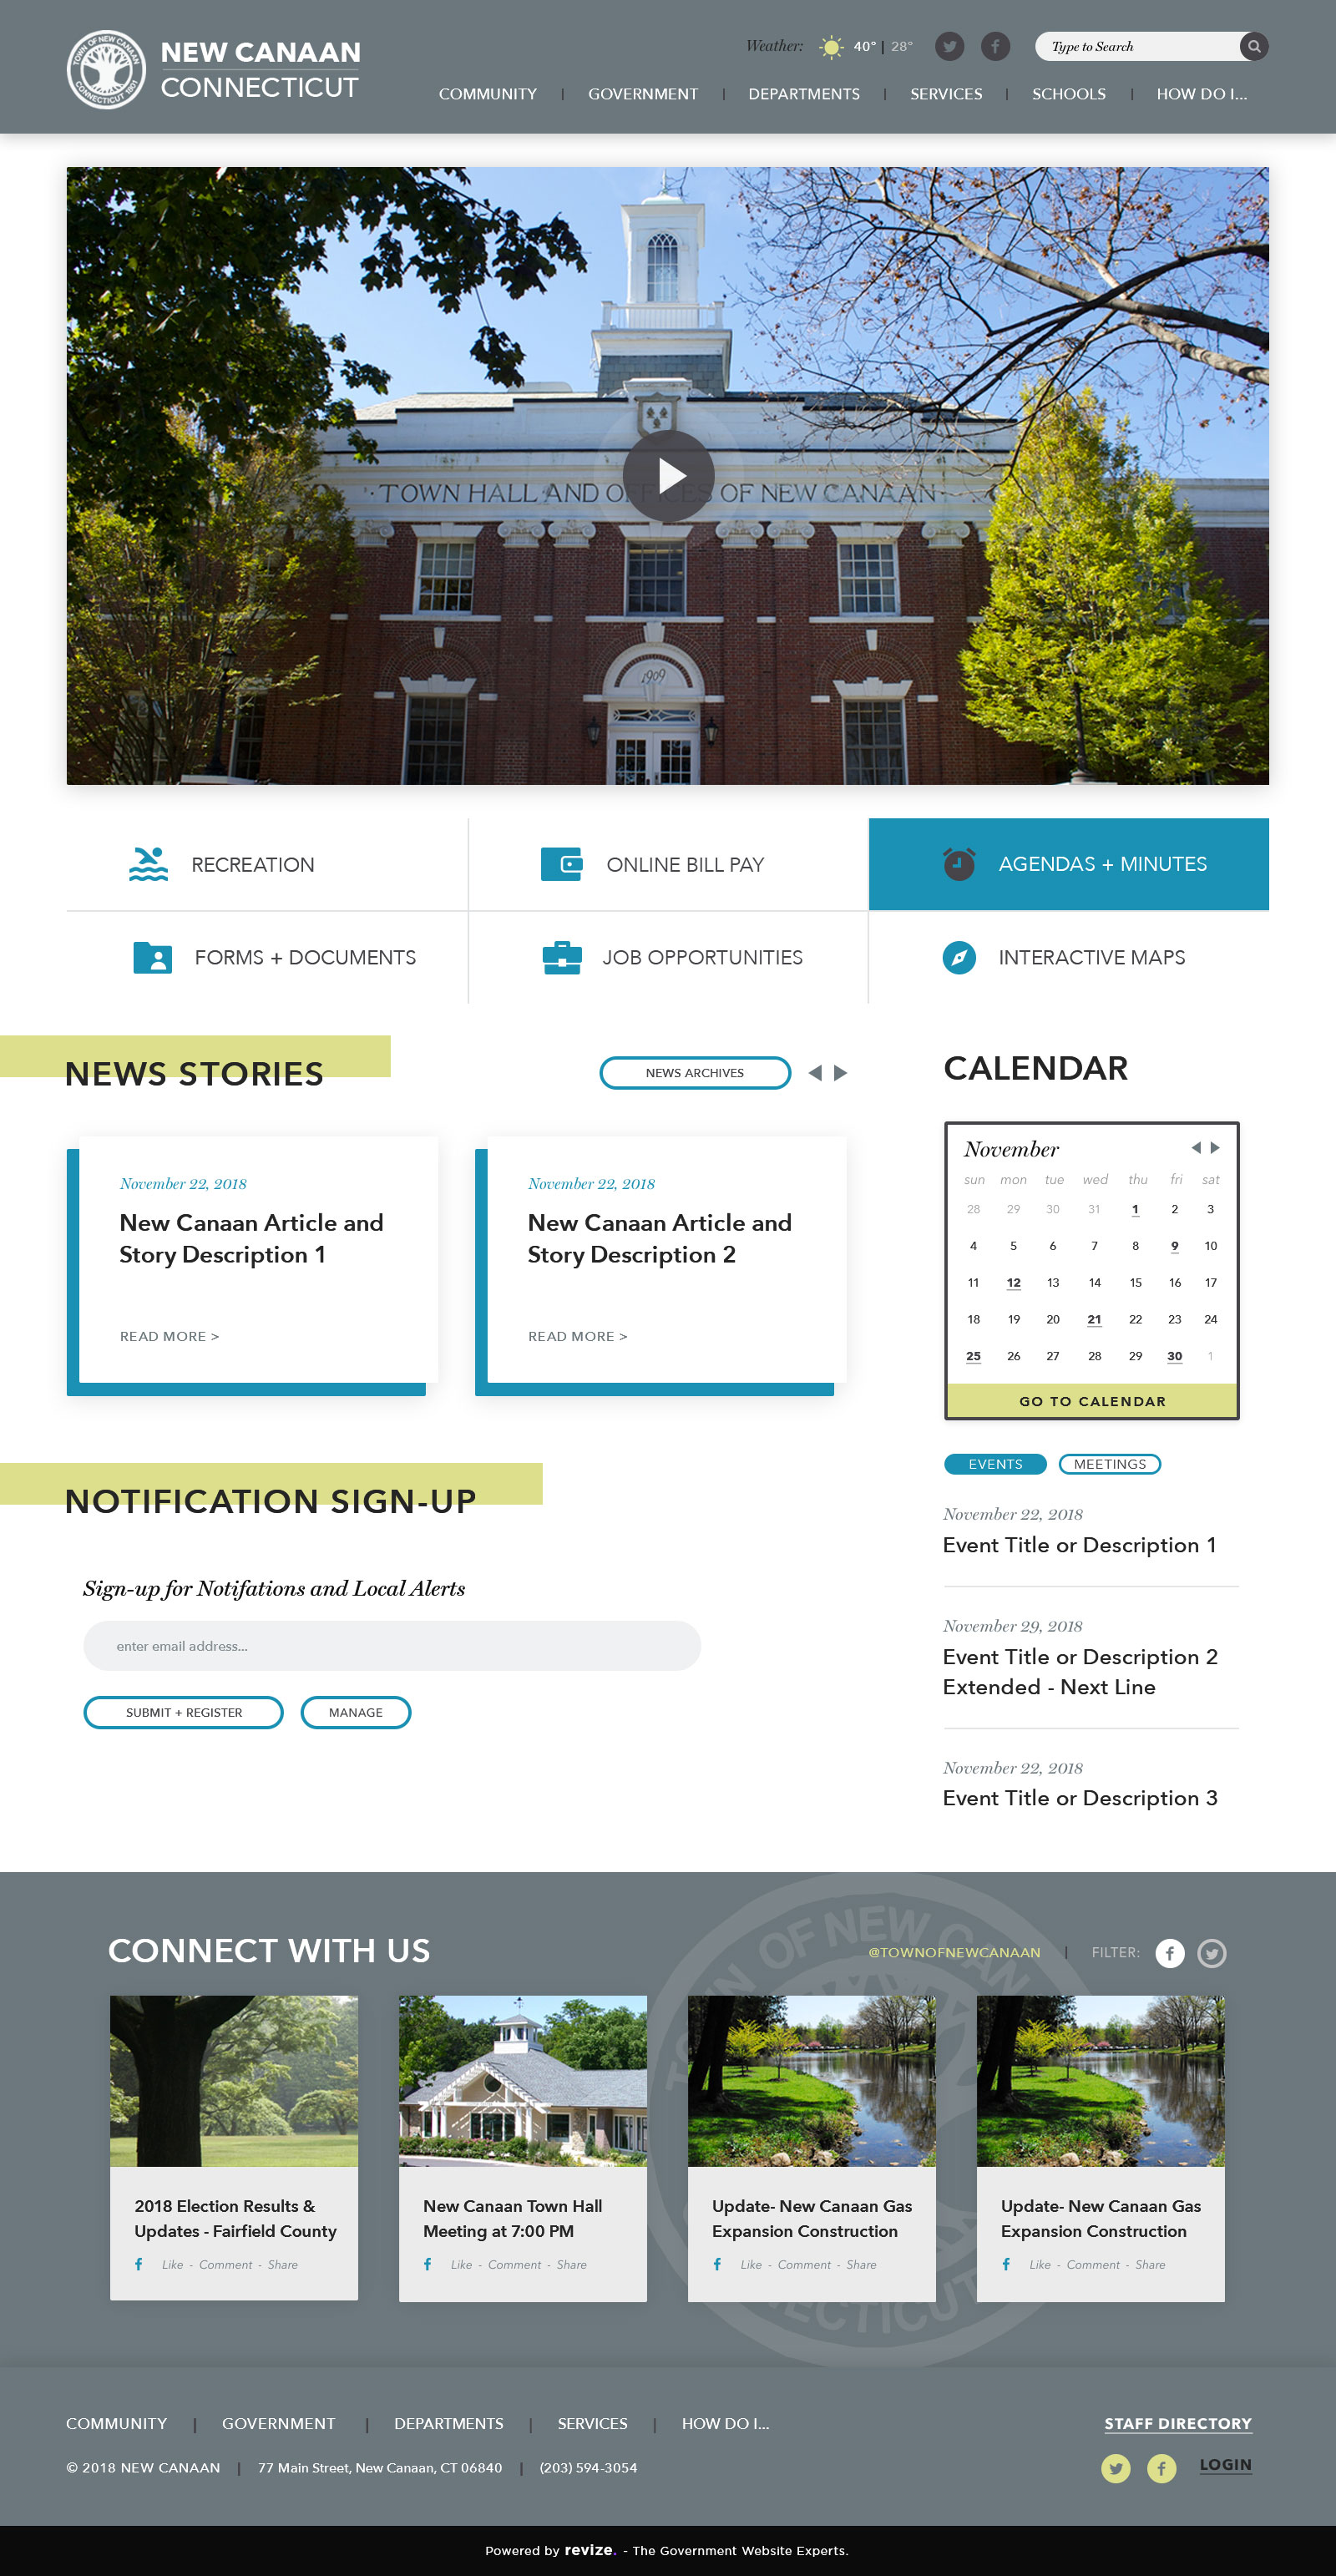 TOWN OF NEW CANAAN
CONNECTICUT 1801
NEW CANAAN
CONNECTICUT
Weather: 40° | 28°
Type to Search
COMMUNITY | GOVERNMENT | DEPARTMENTS | SERVICES | SCHOOLS | HOW DO I...
·TOWN HALL AND OFFICES OF NEW CANAAN·
1909
RECREATION
ONLINE BILL PAY
AGENDAS + MINUTES
FORMS + DOCUMENTS
JOB OPPORTUNITIES
INTERACTIVE MAPS
NEWS STORIES
NEWS ARCHIVES
November 22, 2018
New Canaan Article and
Story Description 1
READ MORE >
November 22, 2018
New Canaan Article and
Story Description 2
READ MORE >
CALENDAR
November
sun mon tue wed thu fri sat
28 29 30 31 1 2 3
4 5 6 7 8 9 10
11 12 13 14 15 16 17
18 19 20 21 22 23 24
25 26 27 28 29 30 1
GO TO CALENDAR
EVENTS
MEETINGS
November 22, 2018
Event Title or Description 1
November 29, 2018
Event Title or Description 2
Extended - Next Line
November 22, 2018
Event Title or Description 3
NOTIFICATION SIGN-UP
Sign-up for Notifations and Local Alerts
enter email address...
SUBMIT + REGISTER
MANAGE
CONNECT WITH US
@TOWNOFNEWCANAAN | FILTER:
2018 Election Results &
Updates - Fairfield County
Like - Comment - Share
New Canaan Town Hall
Meeting at 7:00 PM
Like - Comment - Share
Update- New Canaan Gas
Expansion Construction
Like - Comment - Share
Update- New Canaan Gas
Expansion Construction
Like - Comment - Share
COMMUNITY | GOVERNMENT | DEPARTMENTS | SERVICES | HOW DO I...
STAFF DIRECTORY
© 2018 NEW CANAAN | 77 Main Street, New Canaan, CT 06840 | (203) 594-3054
LOGIN
Powered by revize. - The Government Website Experts.